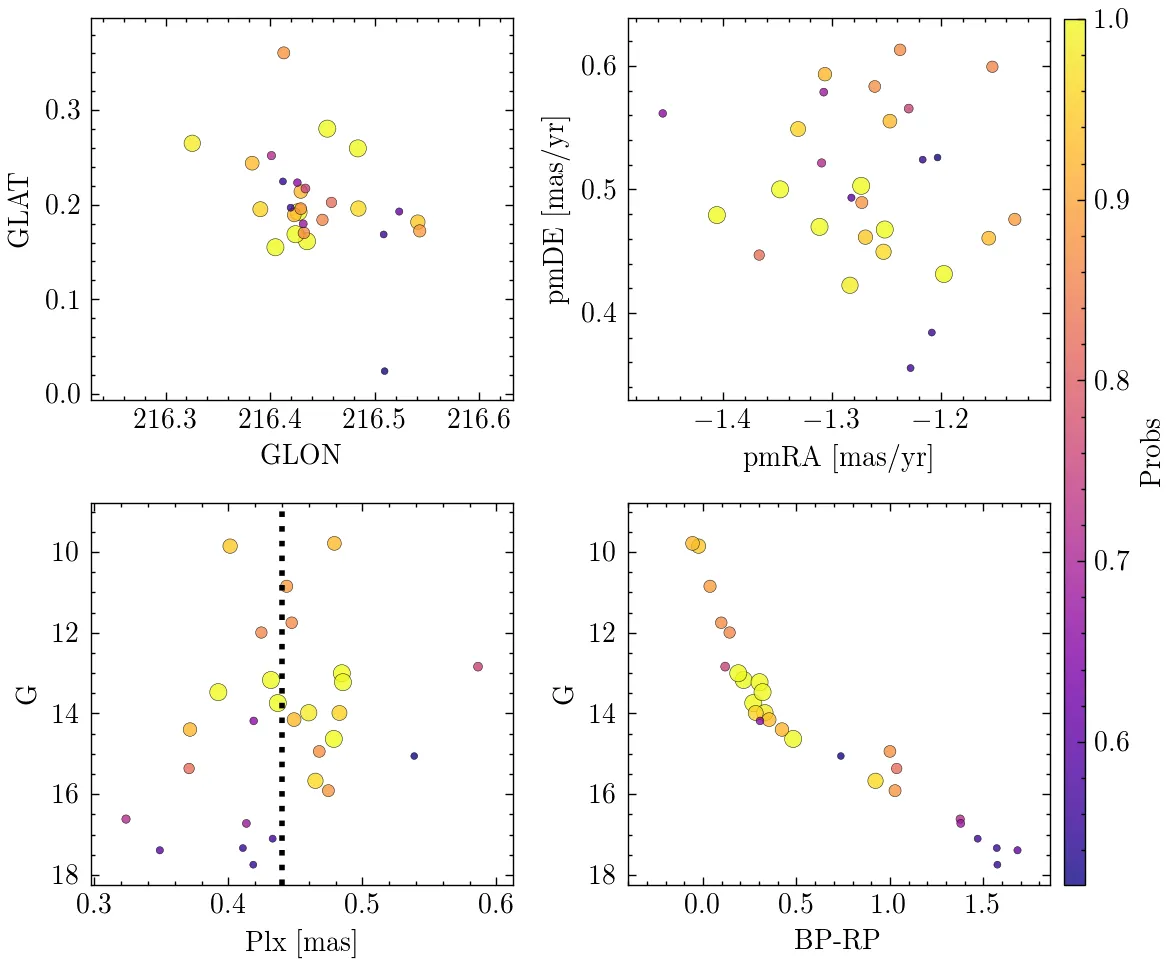 0.3
0.2
0.1
0.0
GLAT
216.3 216.4 216.5 216.6
GLON
0.6
0.5
0.4
pmDE [mas/yr]
−1.4 −1.3 −1.2
pmRA [mas/yr]
1.0
0.9
0.8
0.7
0.6
Probs
10
12
14
16
18
G
0.3 0.4 0.5 0.6
Plx [mas]
10
12
14
16
18
G
0.0 0.5 1.0 1.5
BP-RP